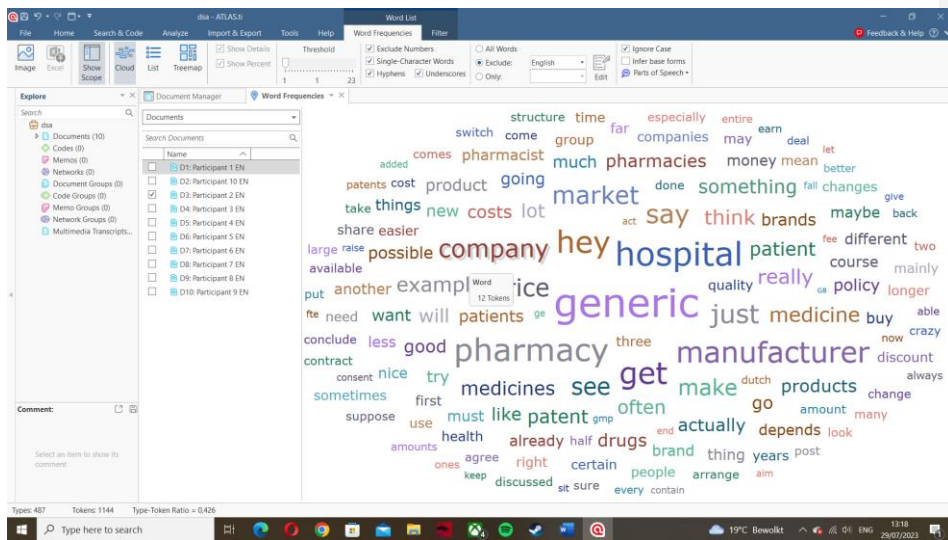 dsa - ATLAS.ti
Word List
File Home Search & Code Analyze Import & Export Tools Help Word Frequencies Filter
Feedback & Help
Image Excel Show Scope Cloud List Treemap
Show Details
Show Percent
Threshold
1 1 23
Exclude Numbers
Single-Character Words
Hyphens Underscores
All Words
Exclude: English
Only:
Edit
Ignore Case
Infer base forms
Parts of Speech
Explore
Search
dsa
Documents (10)
Codes (0)
Memos (0)
Networks (0)
Document Groups (0)
Code Groups (0)
Memo Groups (0)
Network Groups (0)
Multimedia Transcripts...
Comment:
Select an item to show its
comment
Document Manager
Word Frequencies
Documents
Search Documents
Name
D1: Participant 1 EN
D2: Participant 10 EN
D3: Participant 2 EN
D4: Participant 3 EN
D5: Participant 4 EN
D6: Participant 5 EN
D7: Participant 6 EN
D8: Participant 7 EN
D9: Participant 8 EN
D10: Participant 9 EN
structure time especially entire
switch come group far companies may earn deal
added comes pharmacist much pharmacies money mean let better
patents cost product going market done something fall changes give
take things new costs lot act say think brands maybe back
share easier
large raise possible company hey hospital patient fee different two
available course mainly
put another quality really ga policy longer
fte need want will patients ge generic just medicine buy able
now crazy
conclude less good pharmacy three manufacturer discount
contract
consent nice try medicines see get make dutch products always
sometimes first go change
suppose use must like patent gmp often amount many
health already half drugs end actually depends look
amounts agree right certain brand thing years post
ones keep discussed sit sure people arrange aim
every contain
Word
12 Tokens
Types: 487 Tokens: 1144 Type-Token Ratio = 0,426
Type here to search
19°C Bewolkt
ENG
13:18
29/07/2023